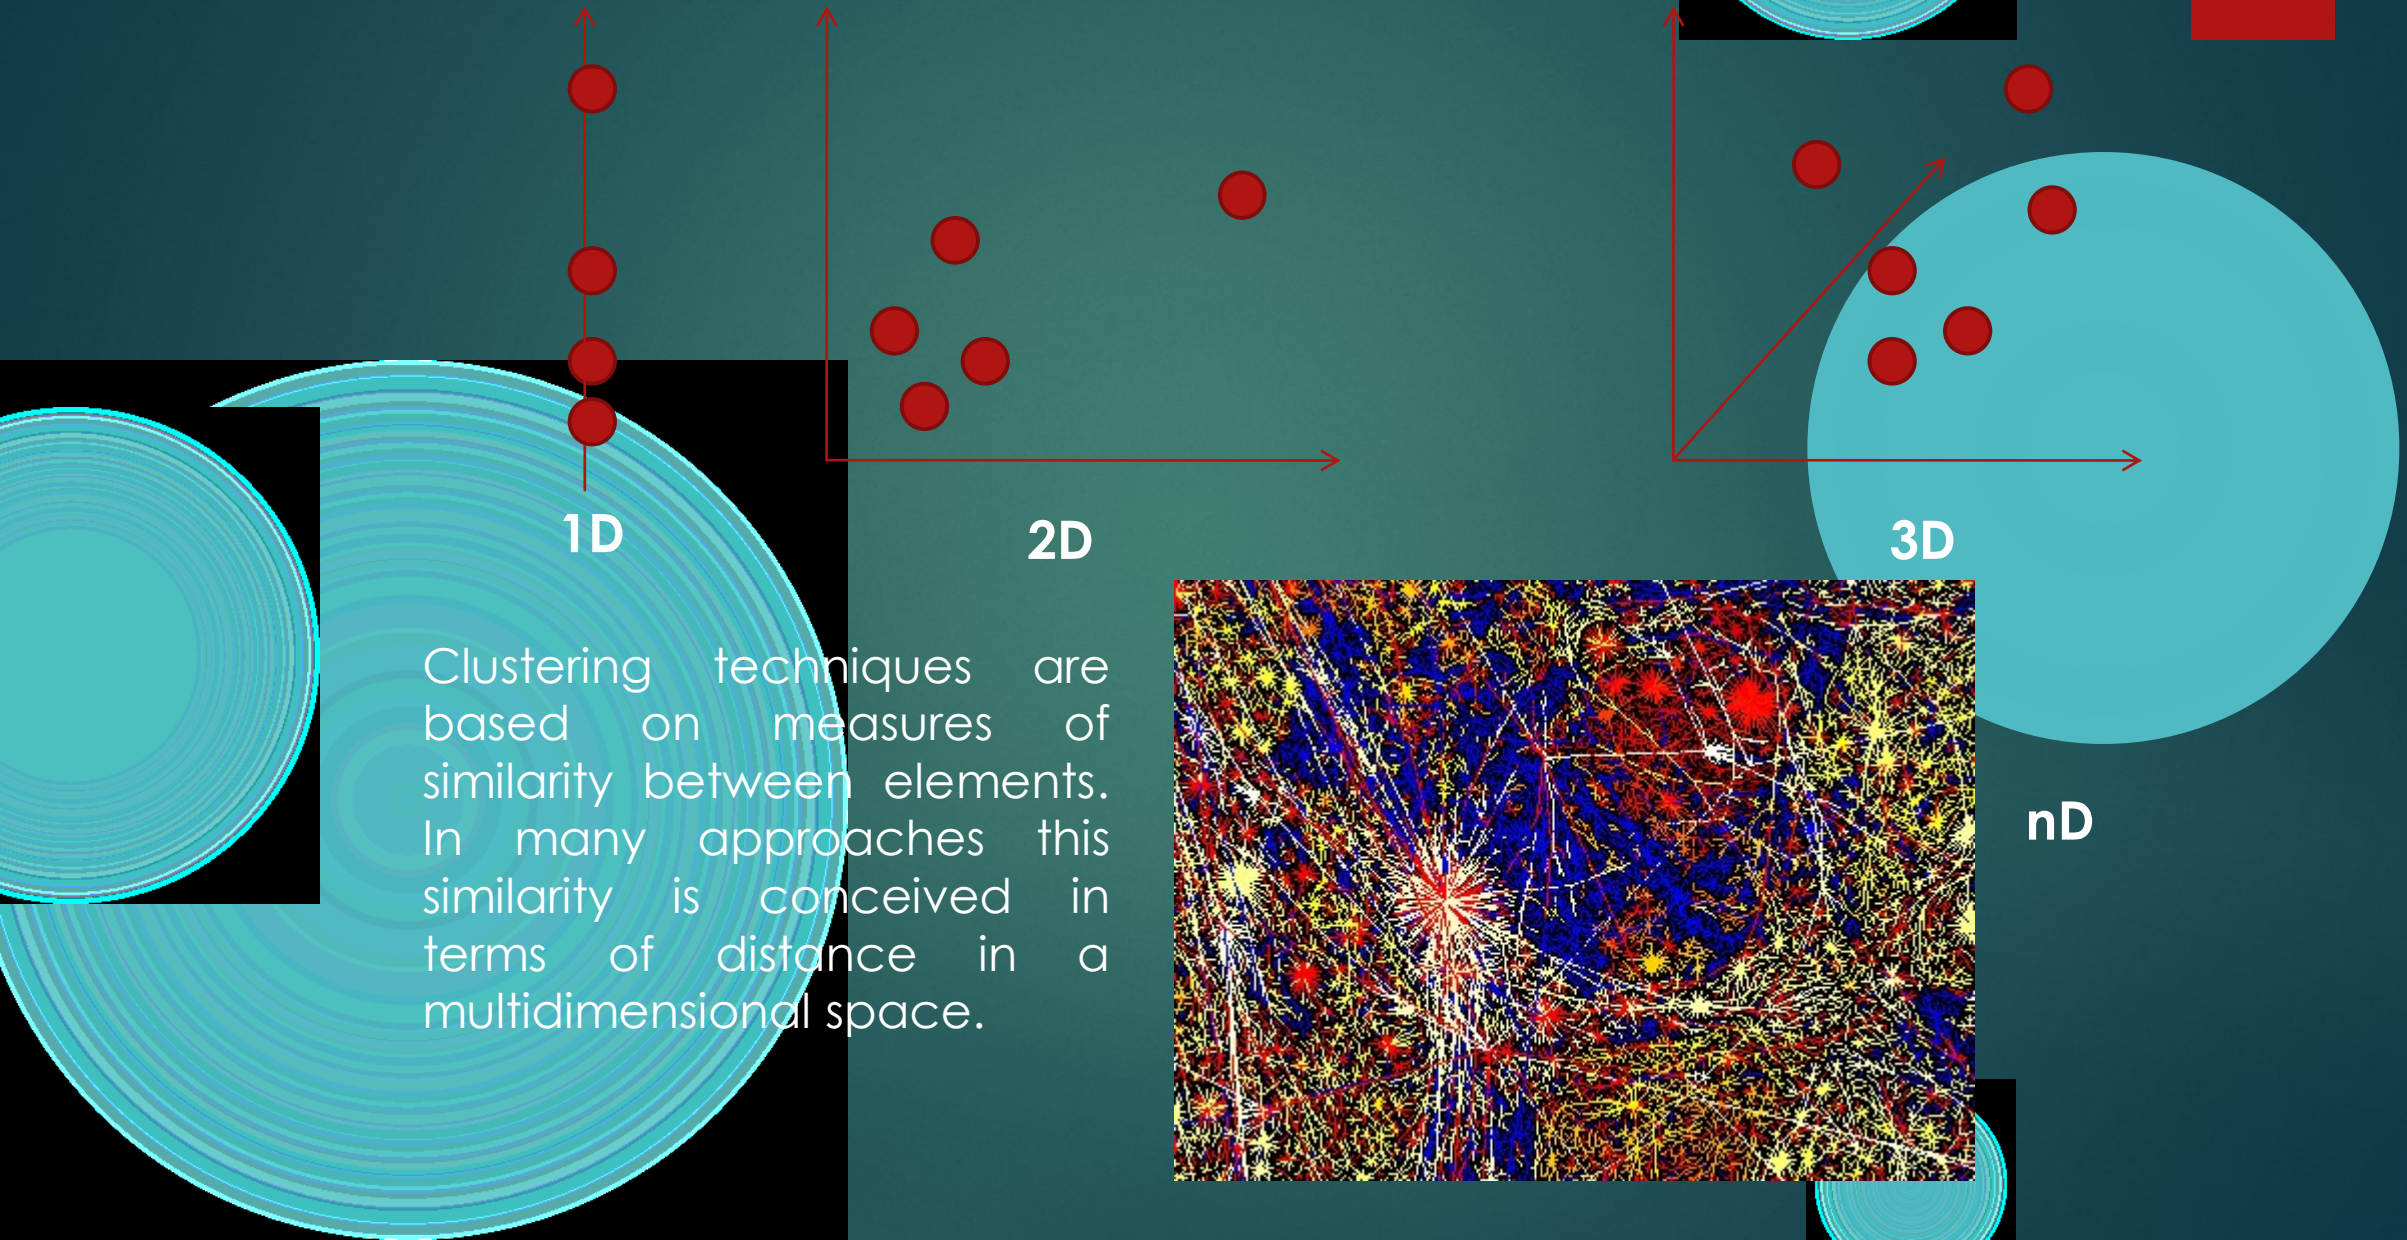 1D
2D
3D
Clustering techniques are
based on measures of
similarity between elements.
In many approaches this
similarity is conceived in
terms of distance in a
multidimensional space.
nD